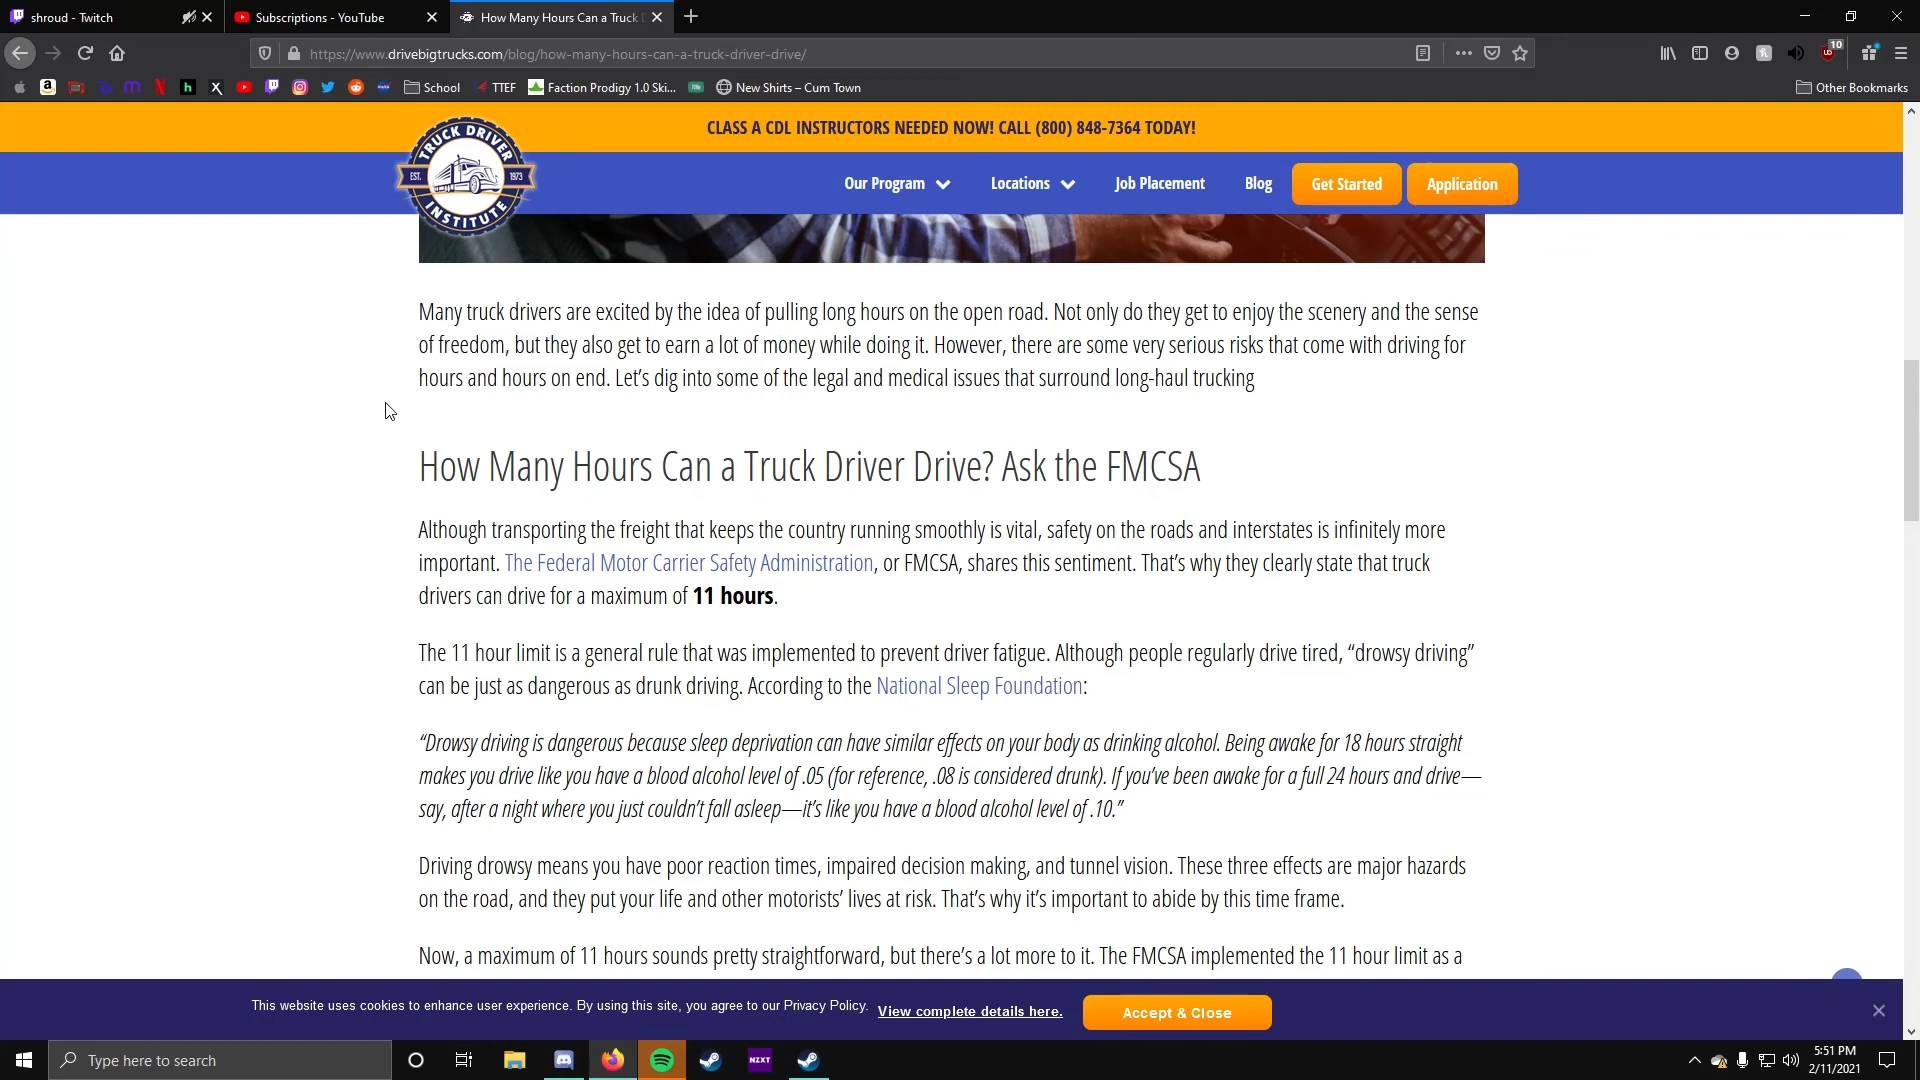 shroud - Twitch
Subscriptions - YouTube
How Many Hours Can a Truck
https://www.drivebigtrucks.com/blog/how-many-hours-can-a-truck-driver-drive/
10
School
TTEF
Faction Prodigy 1.0 Ski...
New Shirts – Cum Town
Other Bookmarks
CLASS A CDL INSTRUCTORS NEEDED NOW! CALL (800) 848-7364 TODAY!
TRUCK DRIVER
EST. 1973
INSTITUTE
Our Program
Locations
Job Placement
Blog
Get Started
Application
Many truck drivers are excited by the idea of pulling long hours on the open road. Not only do they get to enjoy the scenery and the sense
of freedom, but they also get to earn a lot of money while doing it. However, there are some very serious risks that come with driving for
hours and hours on end. Let’s dig into some of the legal and medical issues that surround long-haul trucking
How Many Hours Can a Truck Driver Drive? Ask the FMCSA
Although transporting the freight that keeps the country running smoothly is vital, safety on the roads and interstates is infinitely more
important. The Federal Motor Carrier Safety Administration, or FMCSA, shares this sentiment. That’s why they clearly state that truck
drivers can drive for a maximum of 11 hours.
The 11 hour limit is a general rule that was implemented to prevent driver fatigue. Although people regularly drive tired, “drowsy driving”
can be just as dangerous as drunk driving. According to the National Sleep Foundation:
“Drowsy driving is dangerous because sleep deprivation can have similar effects on your body as drinking alcohol. Being awake for 18 hours straight
makes you drive like you have a blood alcohol level of .05 (for reference, .08 is considered drunk). If you’ve been awake for a full 24 hours and drive—
say, after a night where you just couldn’t fall asleep—it’s like you have a blood alcohol level of .10.”
Driving drowsy means you have poor reaction times, impaired decision making, and tunnel vision. These three effects are major hazards
on the road, and they put your life and other motorists’ lives at risk. That’s why it’s important to abide by this time frame.
Now, a maximum of 11 hours sounds pretty straightforward, but there’s a lot more to it. The FMCSA implemented the 11 hour limit as a
This website uses cookies to enhance user experience. By using this site, you agree to our Privacy Policy. View complete details here.
Accept & Close
Type here to search
NZXT
5:51 PM
2/11/2021